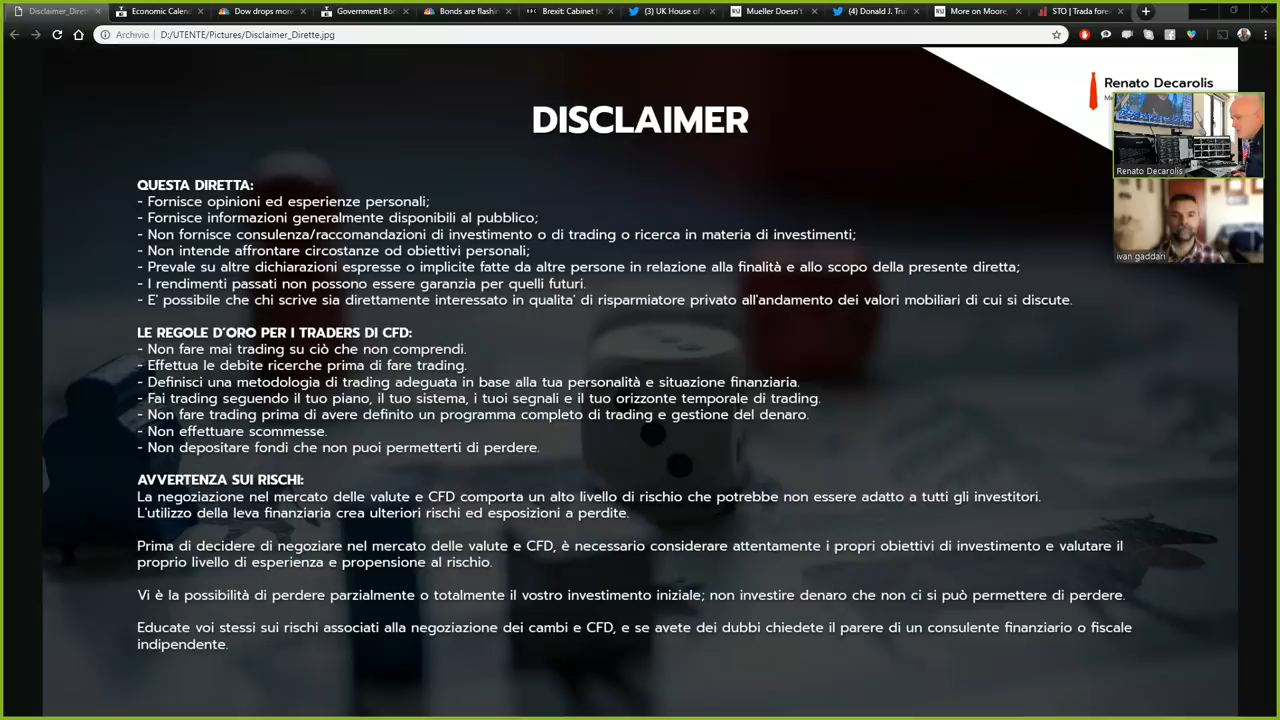 Disclaimer_Dirett
Economic Calend
Dow drops more
Government Bon
Bonds are flashin
Brexit: Cabinet t
(3) UK House of
Mueller Doesn't
(4) Donald J. Tru
More on Moore,
STO | Trada forex
Archivio | D:/UTENTE/Pictures/Disclaimer_Dirette.jpg
Renato Decarolis
DISCLAIMER
Renato Decarolis
ivan gaddari
QUESTA DIRETTA:
- Fornisce opinioni ed esperienze personali;
- Fornisce informazioni generalmente disponibili al pubblico;
- Non fornisce consulenza/raccomandazioni di investimento o di trading o ricerca in materia di investimenti;
- Non intende affrontare circostanze od obiettivi personali;
- Prevale su altre dichiarazioni espresse o implicite fatte da altre persone in relazione alla finalità e allo scopo della presente diretta;
- I rendimenti passati non possono essere garanzia per quelli futuri.
- E' possibile che chi scrive sia direttamente interessato in qualita' di risparmiatore privato all'andamento dei valori mobiliari di cui si discute.
LE REGOLE D'ORO PER I TRADERS DI CFD:
- Non fare mai trading su ciò che non comprendi.
- Effettua le debite ricerche prima di fare trading.
- Definisci una metodologia di trading adeguata in base alla tua personalità e situazione finanziaria.
- Fai trading seguendo il tuo piano, il tuo sistema, i tuoi segnali e il tuo orizzonte temporale di trading.
- Non fare trading prima di avere definito un programma completo di trading e gestione del denaro.
- Non effettuare scommesse.
- Non depositare fondi che non puoi permetterti di perdere.
AVVERTENZA SUI RISCHI:
La negoziazione nel mercato delle valute e CFD comporta un alto livello di rischio che potrebbe non essere adatto a tutti gli investitori.
L'utilizzo della leva finanziaria crea ulteriori rischi ed esposizioni a perdite.
Prima di decidere di negoziare nel mercato delle valute e CFD, è necessario considerare attentamente i propri obiettivi di investimento e valutare il
proprio livello di esperienza e propensione al rischio.
Vi è la possibilità di perdere parzialmente o totalmente il vostro investimento iniziale; non investire denaro che non ci si può permettere di perdere.
Educate voi stessi sui rischi associati alla negoziazione dei cambi e CFD, e se avete dei dubbi chiedete il parere di un consulente finanziario o fiscale
indipendente.